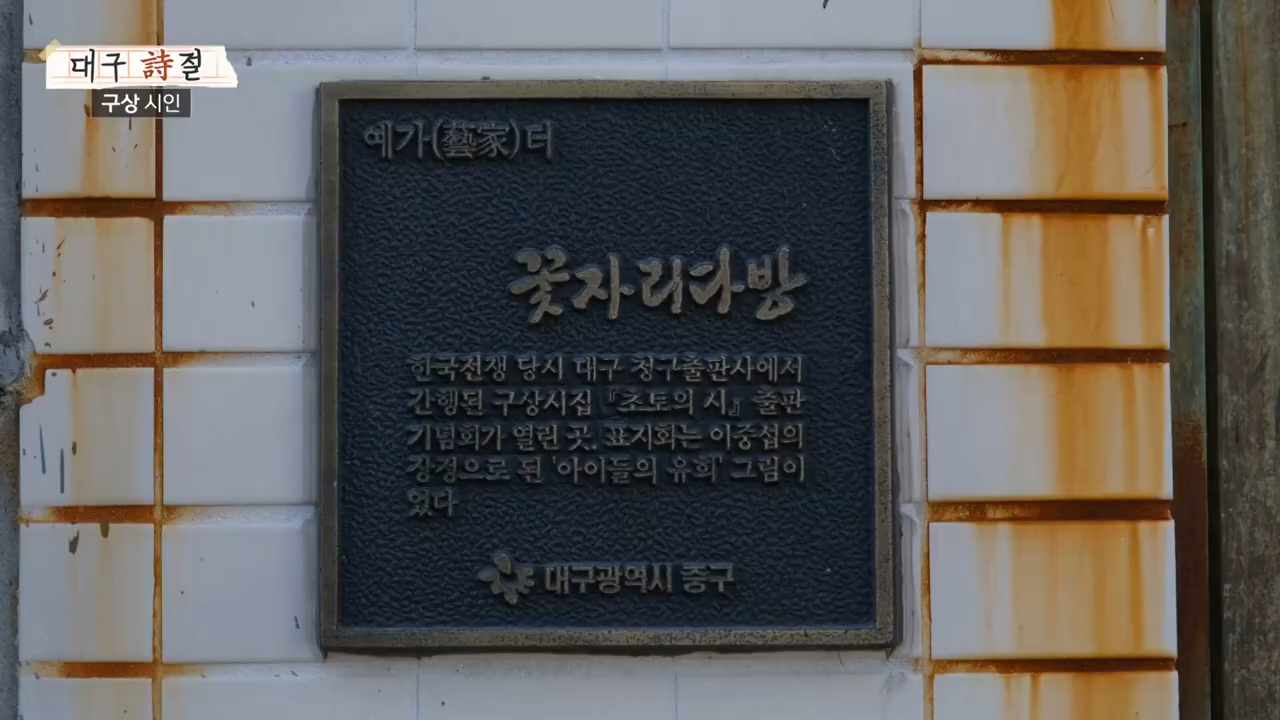 대구 詩절
구상 시인
예가(藝家)터
꽃자리다방
한국전쟁 당시 대구 청구출판사에서
간행된 구상시집 『초토의 시』 출판
기념회가 열린 곳. 표지화는 이중섭의
장정으로 된 '아이들의 유희' 그림이
었다
대구광역시 중구